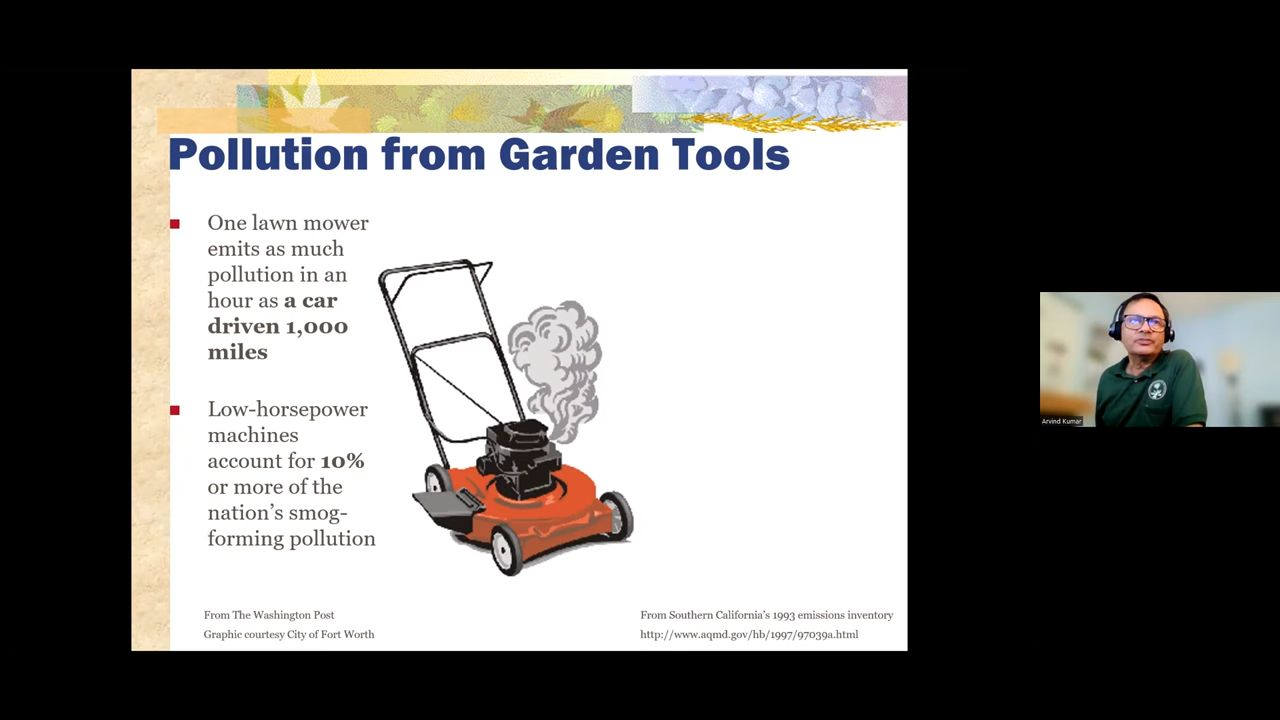 Pollution from Garden Tools
One lawn mower
emits as much
pollution in an
hour as a car
driven 1,000
miles
Low-horsepower
machines
account for 10%
or more of the
nation's smog-
forming pollution
From The Washington Post
Graphic courtesy City of Fort Worth
From Southern California's 1993 emissions inventory
http://www.aqmd.gov/hb/1997/97039a.html
Arvind Kumar